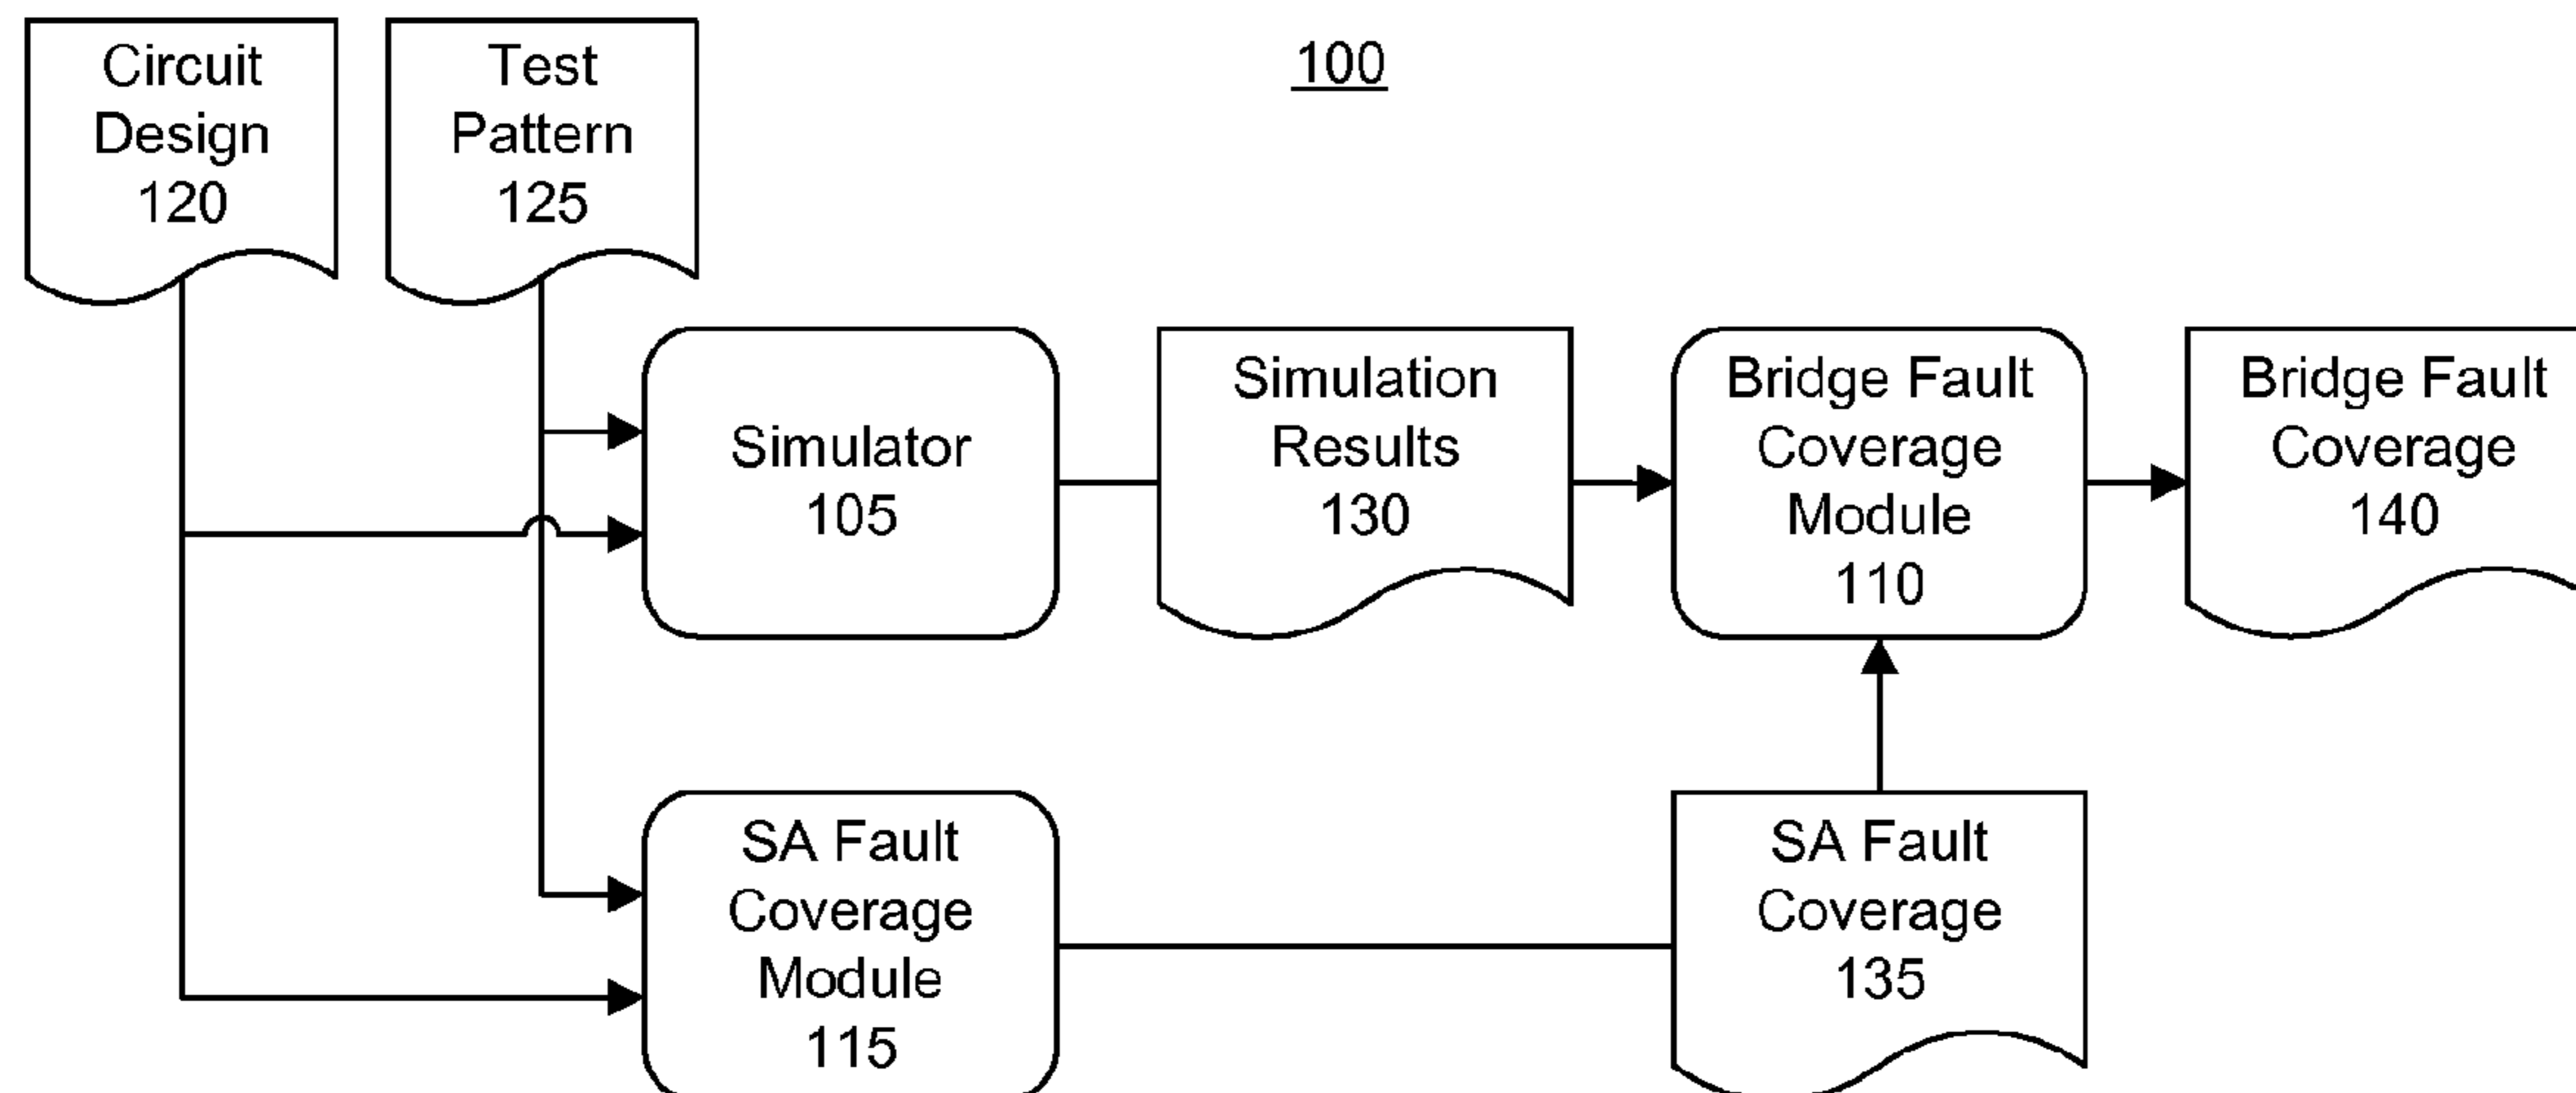 Circuit
Design
120
Test
Pattern
125
100
Simulator
105
Simulation
Results
130
Bridge Fault
Coverage
Module
110
Bridge Fault
Coverage
140
SA Fault
Coverage
Module
115
SA Fault
Coverage
135